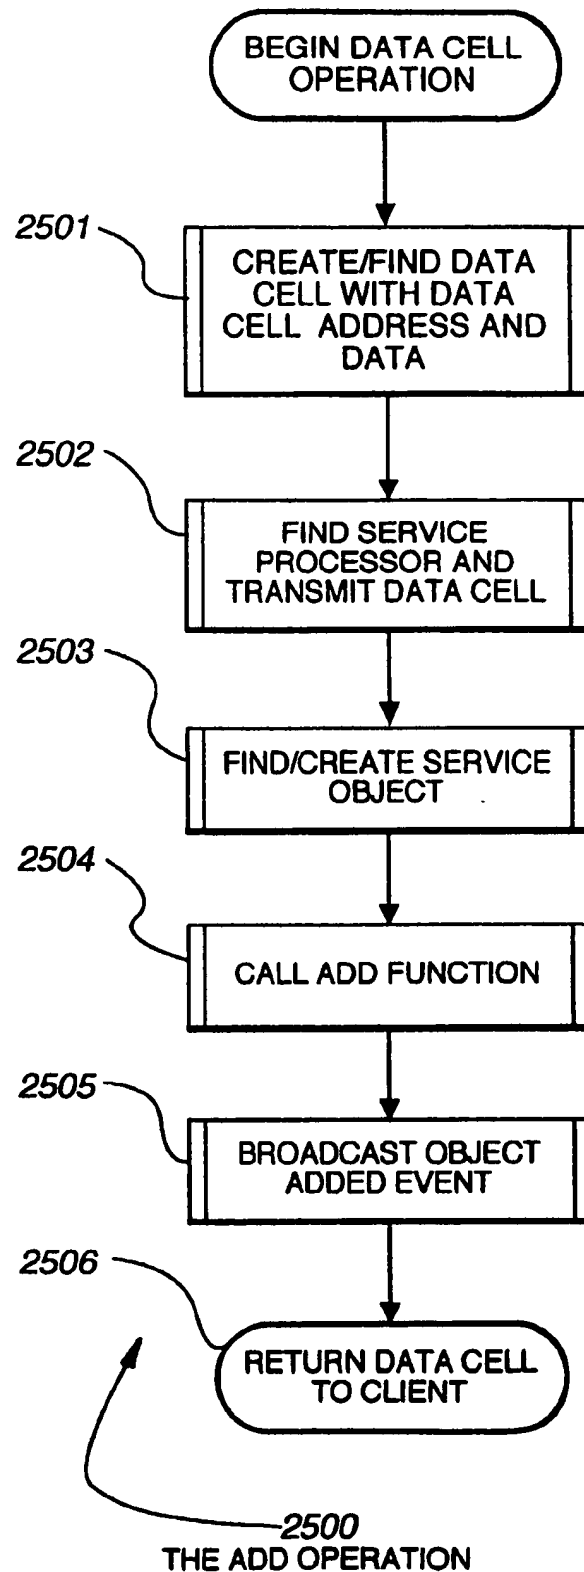 BEGIN DATA CELL
OPERATION
2501
CREATE/FIND DATA
CELL WITH DATA
CELL ADDRESS AND
DATA
2502
FIND SERVICE
PROCESSOR AND
TRANSMIT DATA CELL
2503
FIND/CREATE SERVICE
OBJECT
2504
CALL ADD FUNCTION
2505
BROADCAST OBJECT
ADDED EVENT
2506
RETURN DATA CELL
TO CLIENT
2500
THE ADD OPERATION